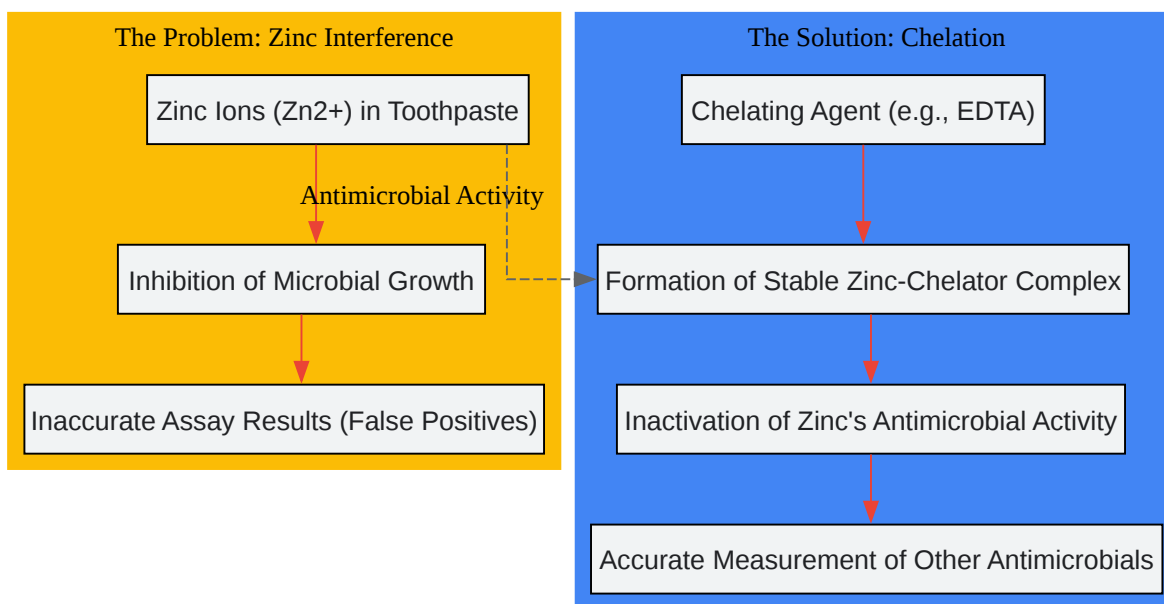 The Problem: Zinc Interference
Zinc Ions (Zn2+) in Toothpaste
Antimicrobial Activity
Inhibition of Microbial Growth
Inaccurate Assay Results (False Positives)
The Solution: Chelation
Chelating Agent (e.g., EDTA)
Formation of Stable Zinc-Chelator Complex
Inactivation of Zinc's Antimicrobial Activity
Accurate Measurement of Other Antimicrobials